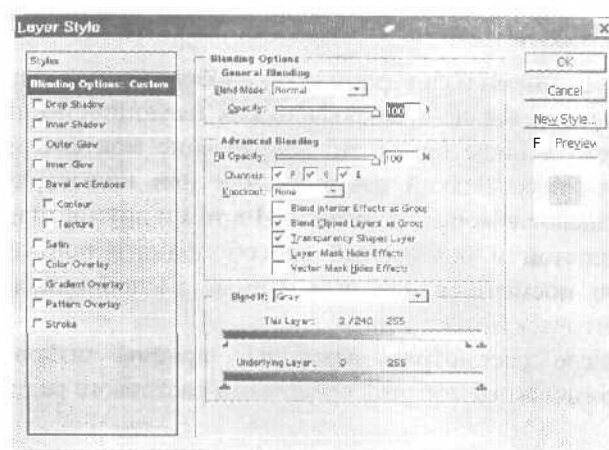 Layer Style
Styles
Blending Options: Custom
Drop Shadow
Inner Shadow
Outer Glow
Inner Glow
Bevel and Emboss
Contour
Texture
Satin
Color Overlay
Gradient Overlay
Pattern Overlay
Stroke
Blending Options
General Blending
Blend Mode: Normal
Opacity: 100 %
Advanced Blending
Fill Opacity: 100 %
Channels:
Knockout: None
Blend Interior Effects as Group
Blend Clipped Layers as Group
Transparency Shapes Layer
Layer Mask Hides Effects
Vector Mask Hides Effects
Blend If: Gray
This Layer: 255
Underlying Layer: 0 255
OK
Cancel
New Style...
F Preview